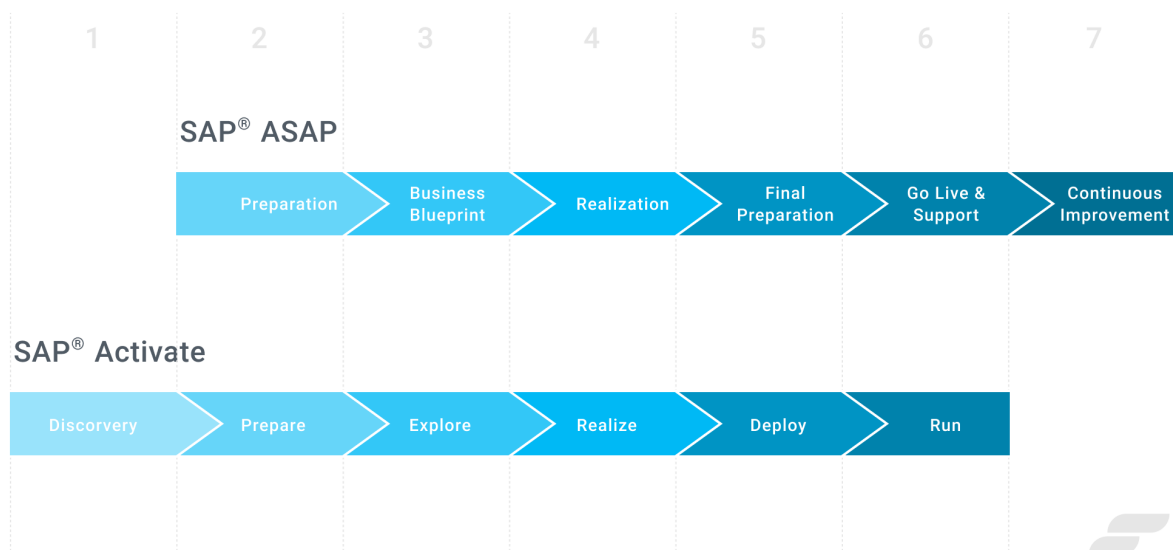 1 2 3 4 5 6 7
SAP® ASAP
Preparation
Business
Blueprint
Realization
Final
Preparation
Go Live &
Support
Continuous
Improvement
SAP® Activate
Discorvery
Prepare
Explore
Realize
Deploy
Run